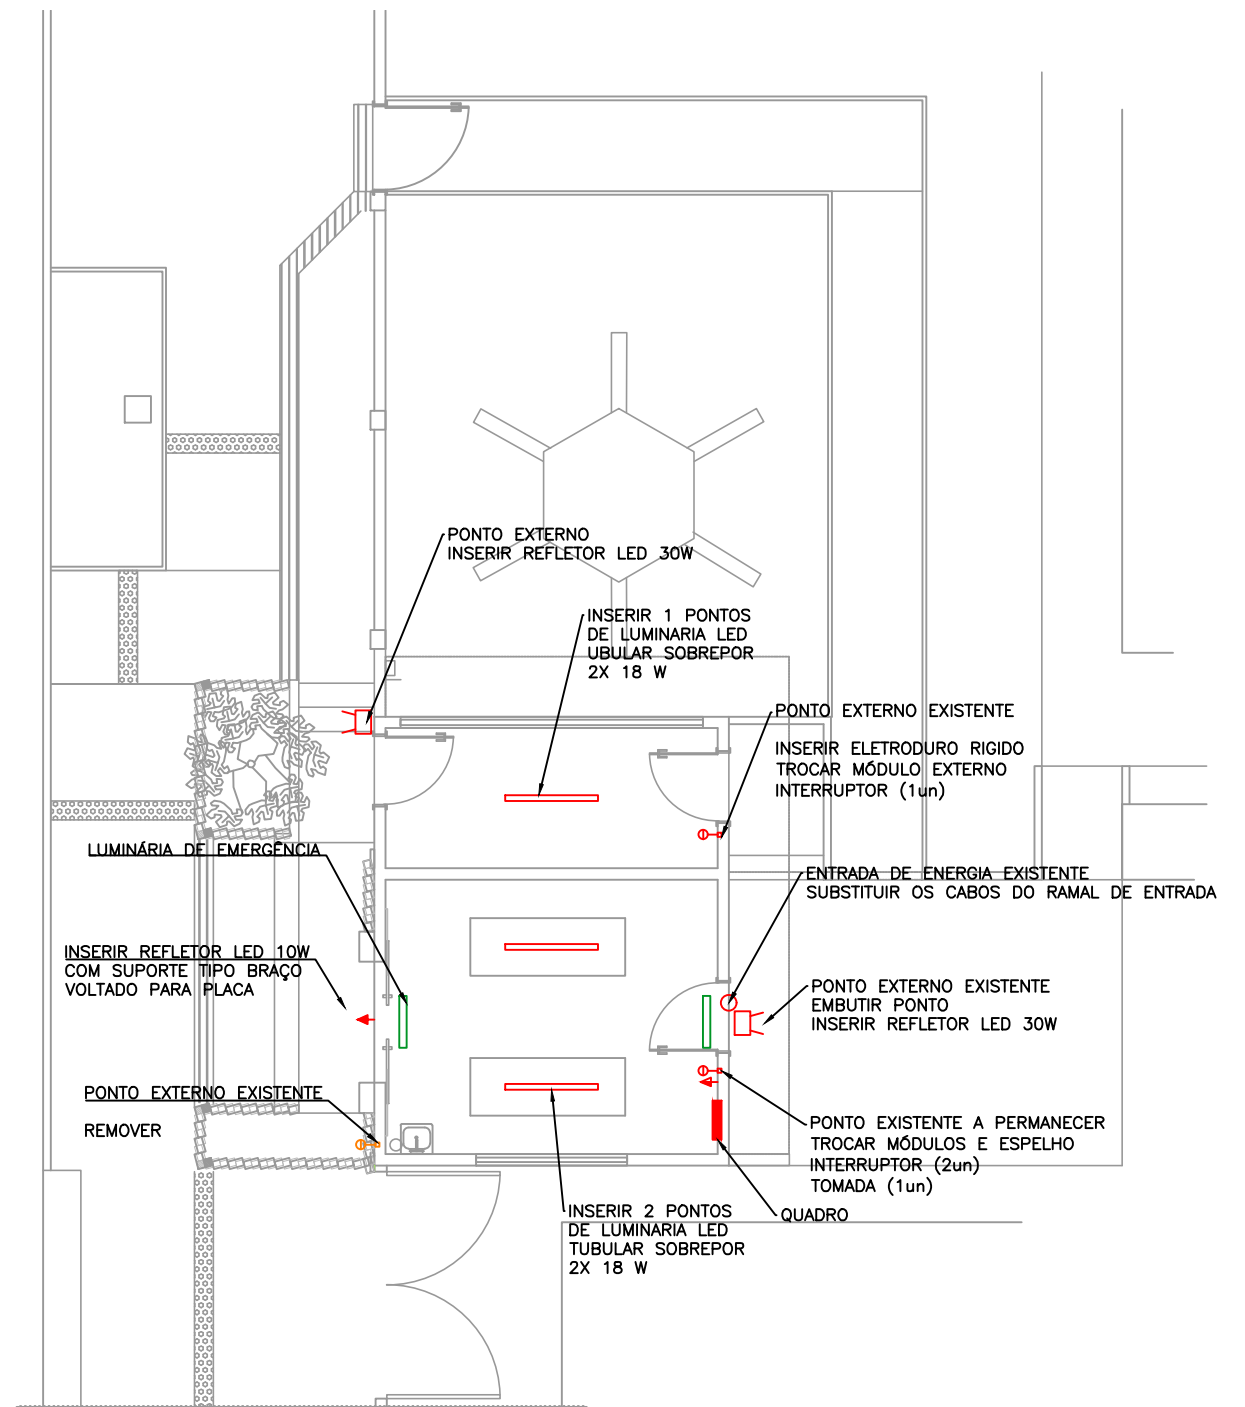 PONTO EXTERNO
INSERIR REFLETOR LED 30W
INSERIR 1 PONTOS
DE LUMINARIA LED
UBULAR SOBREPOR
2X 18 W
PONTO EXTERNO EXISTENTE
INSERIR ELETRODURO RIGIDO
TROCAR MÓDULO EXTERNO
INTERRUPTOR (1un)
LUMINÁRIA DE EMERGÊNCIA
ENTRADA DE ENERGIA EXISTENTE
SUBSTITUIR OS CABOS DO RAMAL DE ENTRADA
INSERIR REFLETOR LED 10W
COM SUPORTE TIPO BRAÇO
VOLTADO PARA PLACA
PONTO EXTERNO EXISTENTE
EMBUTIR PONTO
INSERIR REFLETOR LED 30W
PONTO EXTERNO EXISTENTE
REMOVER
PONTO EXISTENTE A PERMANECER
TROCAR MÓDULOS E ESPELHO
INTERRUPTOR (2un)
TOMADA (1un)
QUADRO
INSERIR 2 PONTOS
DE LUMINARIA LED
TUBULAR SOBREPOR
2X 18 W